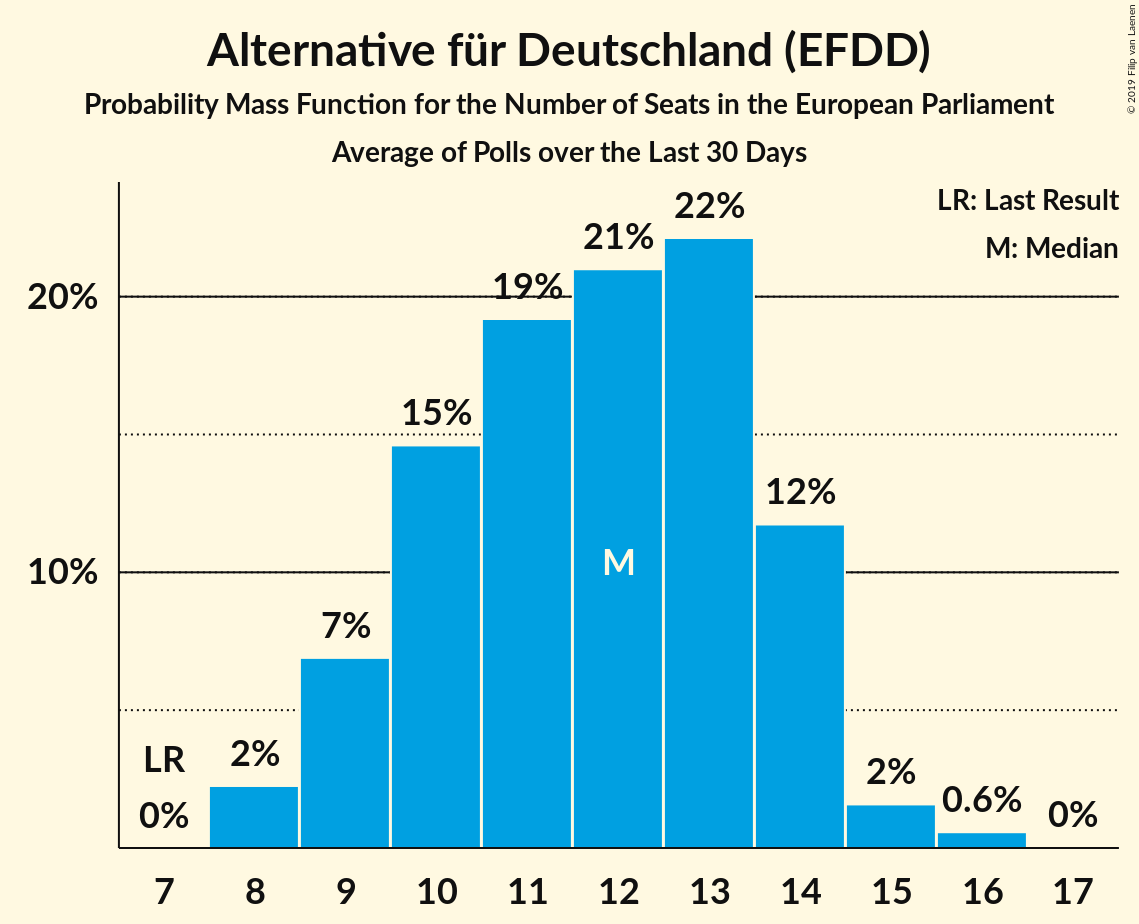 Alternative für Deutschland (EFDD)
Probability Mass Function for the Number of Seats in the European Parliament
Average of Polls over the Last 30 Days
© 2019 Filip van Laenen
LR: Last Result
M: Median
22%
21%
19%
20%
15%
12%
M
10%
7%
LR
2%
2%
0.6%
0%
0%
7 8 9 10 11 12 13 14 15 16 17